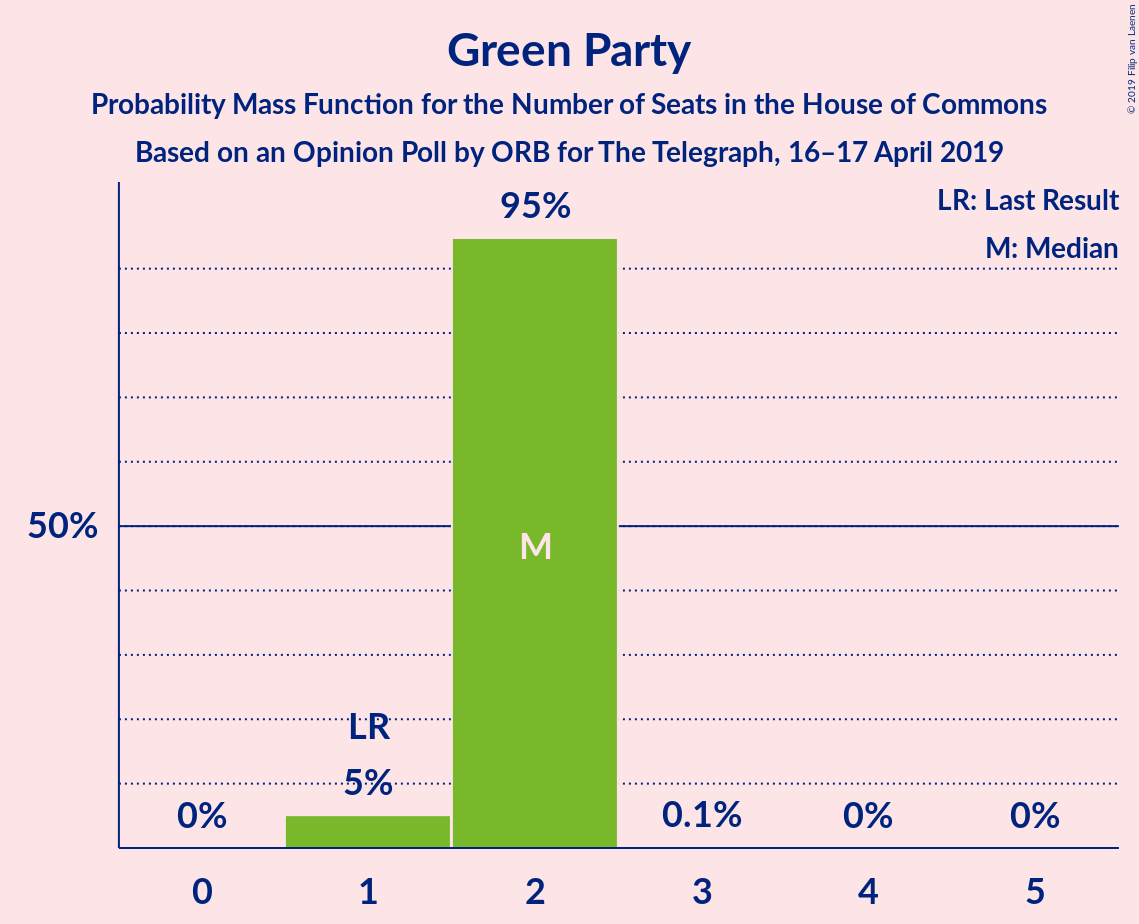 Green Party
Probability Mass Function for the Number of Seats in the House of Commons
Based on an Opinion Poll by ORB for The Telegraph, 16–17 April 2019
© 2019 Filip van Laenen
LR: Last Result
M: Median
95%
50%
M
LR
5%
0%
0.1%
0%
0%
0 1 2 3 4 5